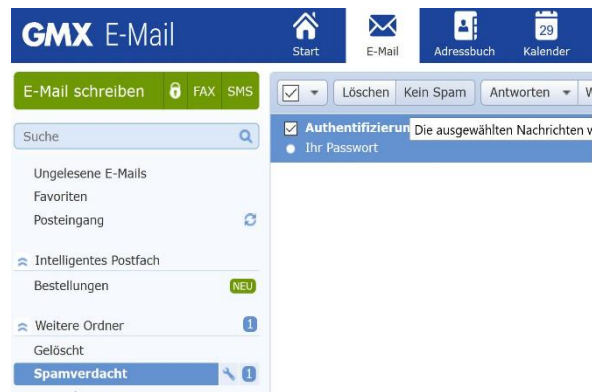 GMX E-Mail
Start
E-Mail
Adressbuch
29
Kalender
E-Mail schreiben FAX SMS
Löschen Kein Spam Antworten
Suche
Authentifizierun Die ausgewählten Nachrichten
Ihr Passwort
Ungelesene E-Mails
Favoriten
Posteingang
Intelligentes Postfach
Bestellungen NEU
Weitere Ordner 1
Gelöscht
Spamverdacht 1